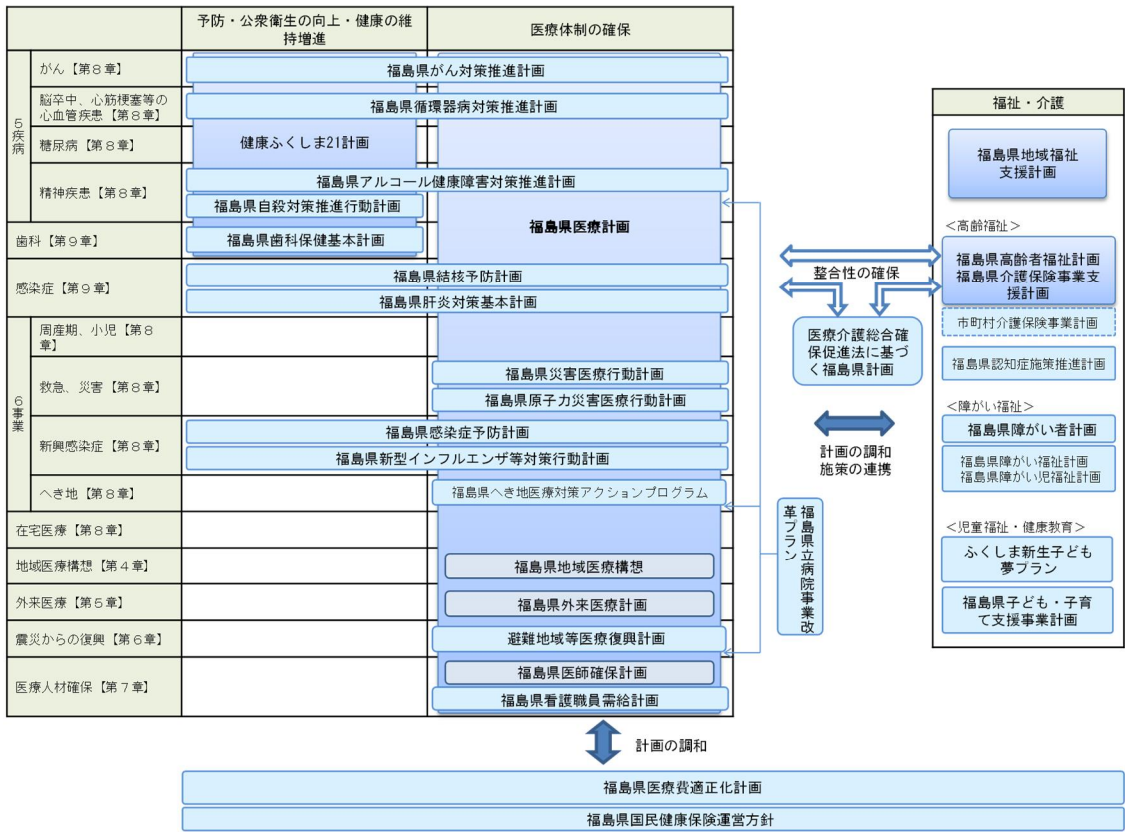 予防・公衆衛生の向上・健康の維
持増進
医療体制の確保
５疾病
がん【第８章】
福島県がん対策推進計画
脳卒中、心筋梗塞等の
心血管疾患【第８章】
福島県循環器病対策推進計画
糖尿病【第８章】
健康ふくしま21計画
精神疾患【第８章】
福島県アルコール健康障害対策推進計画
福島県自殺対策推進行動計画
福島県医療計画
歯科【第９章】
福島県歯科保健基本計画
感染症【第９章】
福島県結核予防計画
福島県肝炎対策基本計画
６事業
周産期、小児【第８
章】
救急、災害【第８章】
福島県災害医療行動計画
福島県原子力災害医療行動計画
新興感染症【第８章】
福島県感染症予防計画
福島県新型インフルエンザ等対策行動計画
へき地【第８章】
福島県へき地医療対策アクションプログラム
在宅医療【第８章】
地域医療構想【第４章】
福島県地域医療構想
外来医療【第５章】
福島県外来医療計画
震災からの復興【第６章】
避難地域等医療復興計画
医療人材確保【第７章】
福島県医師確保計画
福島県看護職員需給計画
福島県立病院事業改
革プラン
整合性の確保
医療介護総合確
保促進法に基づ
く福島県計画
計画の調和
施策の連携
福祉・介護
福島県地域福祉
支援計画
＜高齢福祉＞
福島県高齢者福祉計画
福島県介護保険事業支
援計画
市町村介護保険事業計画
福島県認知症施策推進計画
＜障がい福祉＞
福島県障がい者計画
福島県障がい福祉計画
福島県障がい児福祉計画
＜児童福祉・健康教育＞
ふくしま新生子ども
夢プラン
福島県子ども・子育
て支援事業計画
計画の調和
福島県医療費適正化計画
福島県国民健康保険運営方針